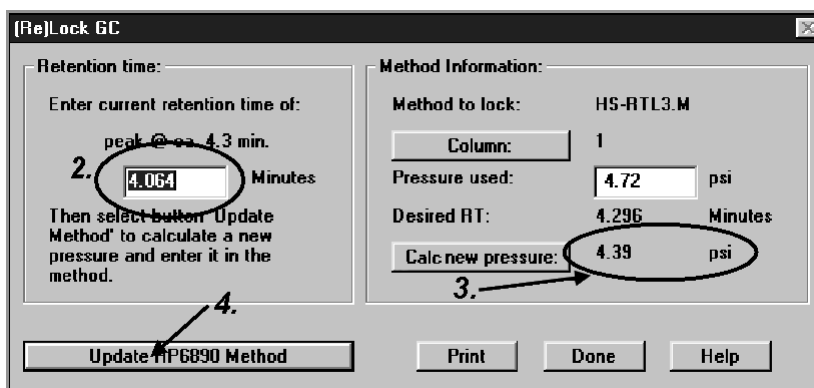 (Re)Lock GC
Retention time:
Enter current retention time of:
peak @ ea. 4.3 min.
2.
4.064 Minutes
Then select button 'Update
Method' to calculate a new
pressure and enter it in the
method.
4.
Update HP6890 Method
Method Information:
Method to lock: HS-RTL3.M
Column: 1
Pressure used: 4.72 psi
Desired RT: 4.296 Minutes
Calc new pressure: 4.39 psi
3.
Print Done Help